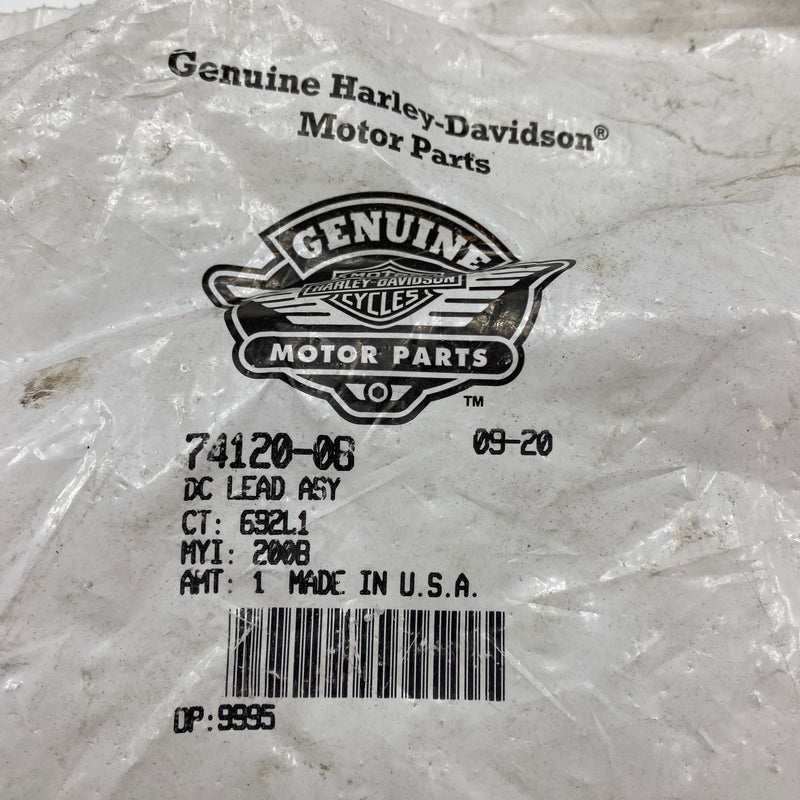 Genuine Harley-Davidson®
Motor Parts
GENUINE
MOTOR
HARLEY-DAVIDSON
CYCLES
MOTOR PARTS
TM
74120-06 09-20
DC LEAD ASY
CT: 692L1
MYI: 2008
AMT: 1 MADE IN U.S.A.
OP:9995